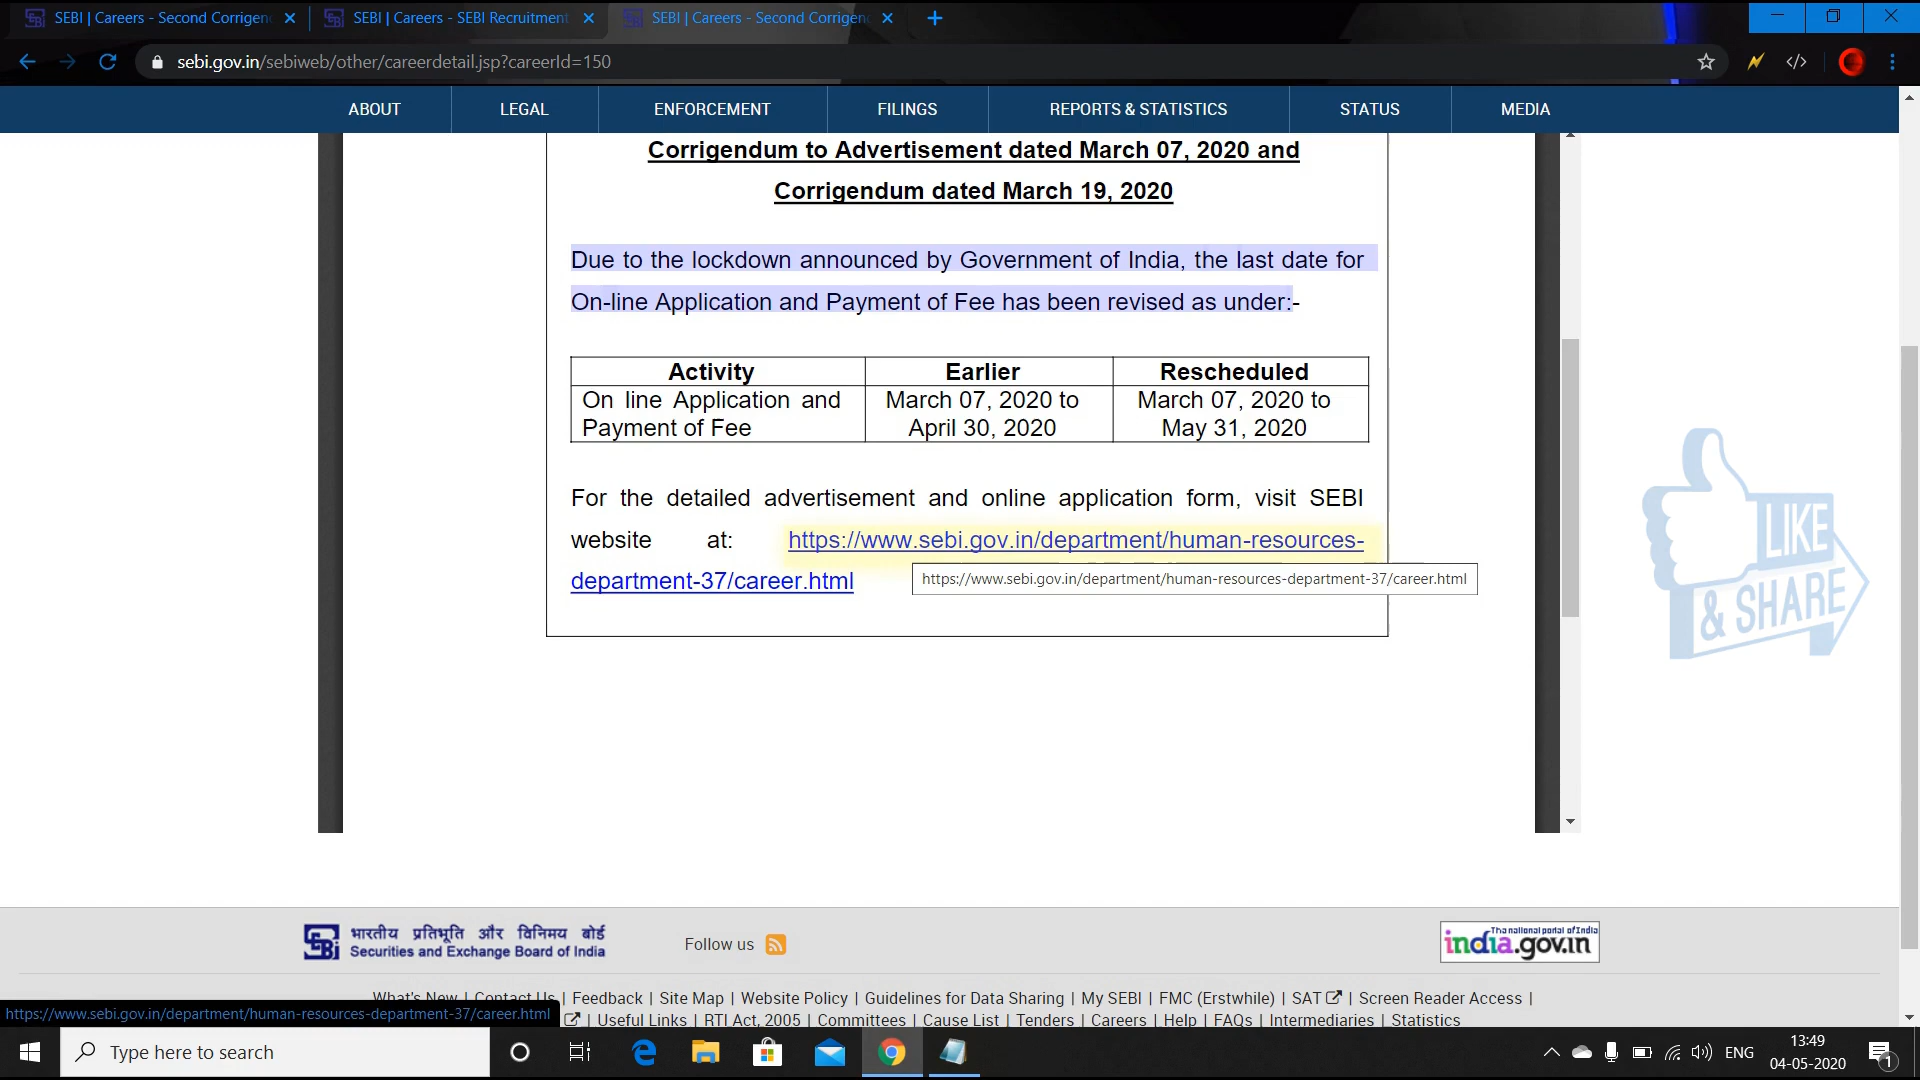 SEBI | Careers - Second Corrigen
SEBI | Careers - SEBI Recruitment
SEBI | Careers - Second Corrigen
sebi.gov.in/sebiweb/other/careerdetail.jsp?careerId=150
ABOUT
LEGAL
ENFORCEMENT
FILINGS
REPORTS & STATISTICS
STATUS
MEDIA
Corrigendum to Advertisement dated March 07, 2020 and
Corrigendum dated March 19, 2020
Due to the lockdown announced by Government of India, the last date for
On-line Application and Payment of Fee has been revised as under:-
Activity Earlier Rescheduled
On line Application and March 07, 2020 to March 07, 2020 to
Payment of Fee April 30, 2020 May 31, 2020
For the detailed advertisement and online application form, visit SEBI
website at: https://www.sebi.gov.in/department/human-resources-
department-37/career.html
https://www.sebi.gov.in/department/human-resources-department-37/career.html
LIKE
& SHARE
भारतीय प्रतिभूति और विनिमय बोर्ड
Securities and Exchange Board of India
Follow us
The national portal of India
india.gov.in
What's New | Contact Us | Feedback | Site Map | Website Policy | Guidelines for Data Sharing | My SEBI | FMC (Erstwhile) | SAT | Screen Reader Access |
https://www.sebi.gov.in/department/human-resources-department-37/career.html
| Useful Links | RTI Act, 2005 | Committees | Cause List | Tenders | Careers | Help | FAQs | Intermediaries | Statistics
Type here to search
ENG
13:49
04-05-2020
1